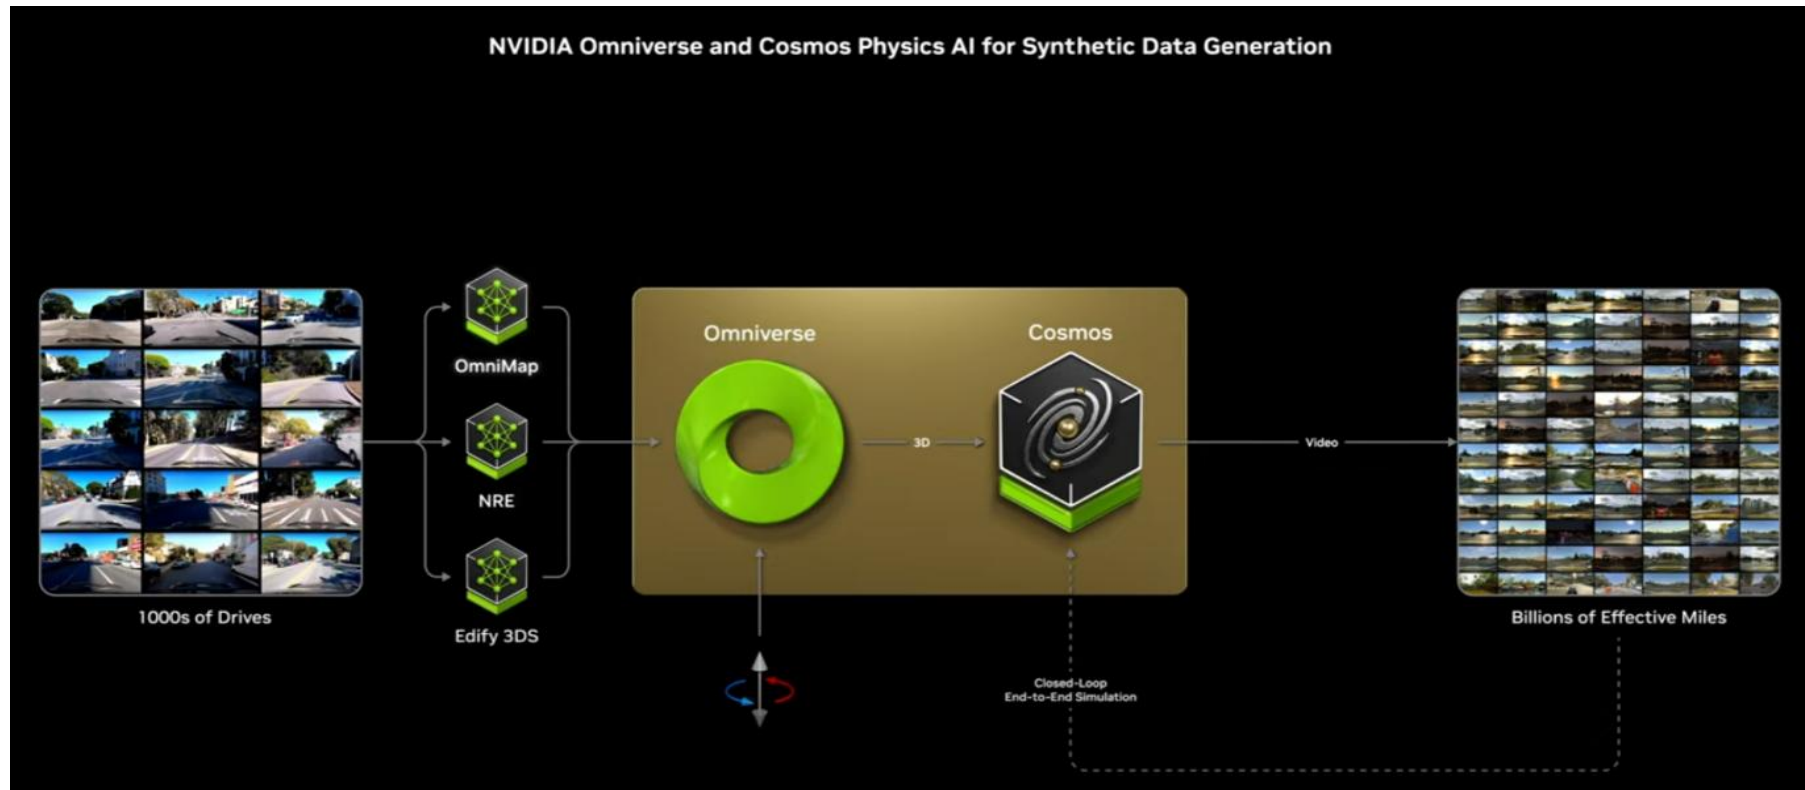 NVIDIA Omniverse and Cosmos Physics AI for Synthetic Data Generation
1000s of Drives
OmniMap
NRE
Edify 3DS
Omniverse
3D
Cosmos
Video
Billions of Effective Miles
Closed-Loop
End-to-End Simulation